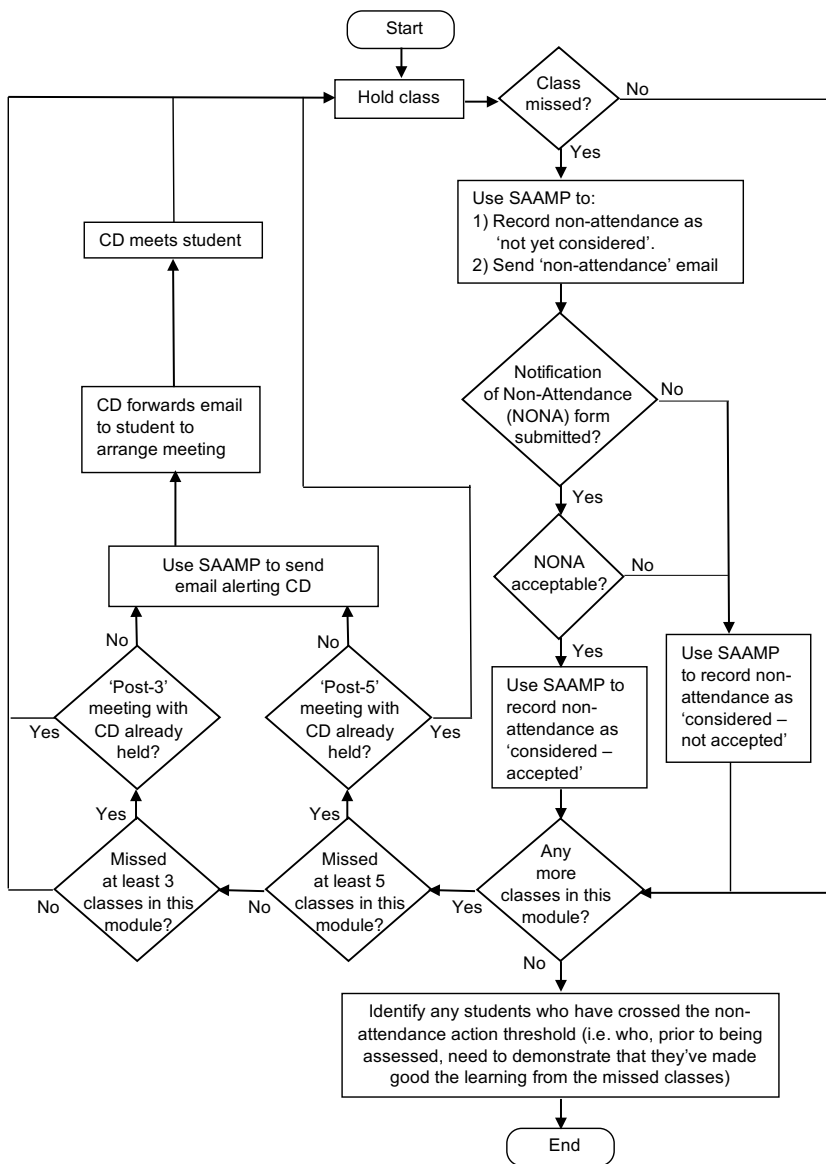 Start
Hold class
Class
missed?
No
Yes
Use SAAMP to:
1) Record non-attendance as
‘not yet considered’.
2) Send ‘non-attendance’ email
CD meets student
Notification
of Non-Attendance
(NONA) form
submitted?
No
Yes
CD forwards email
to student to
arrange meeting
NONA
acceptable?
No
Yes
Use SAAMP to send
email alerting CD
No
No
‘Post-3’
meeting with
CD already
held?
Yes
Yes
‘Post-5’
meeting with
CD already
held?
Yes
Yes
Use SAAMP to
record non-
attendance as
‘considered –
accepted’
Use SAAMP
to record non-
attendance as
‘considered –
not accepted’
Missed
at least 3
classes in this
module?
No
Missed
at least 5
classes in this
module?
No
Any
more
classes in this
module?
Yes
No
Identify any students who have crossed the non-
attendance action threshold (i.e. who, prior to being
assessed, need to demonstrate that they’ve made
good the learning from the missed classes)
End